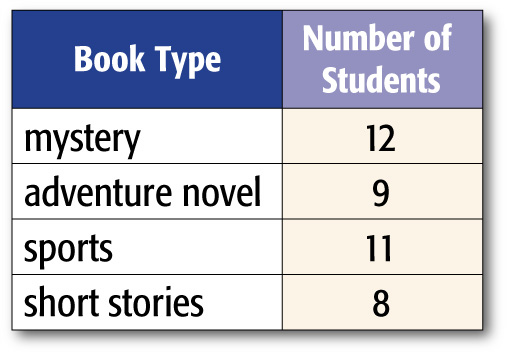 Book Type
Number of
Students
mystery 12
adventure novel 9
sports 11
short stories 8